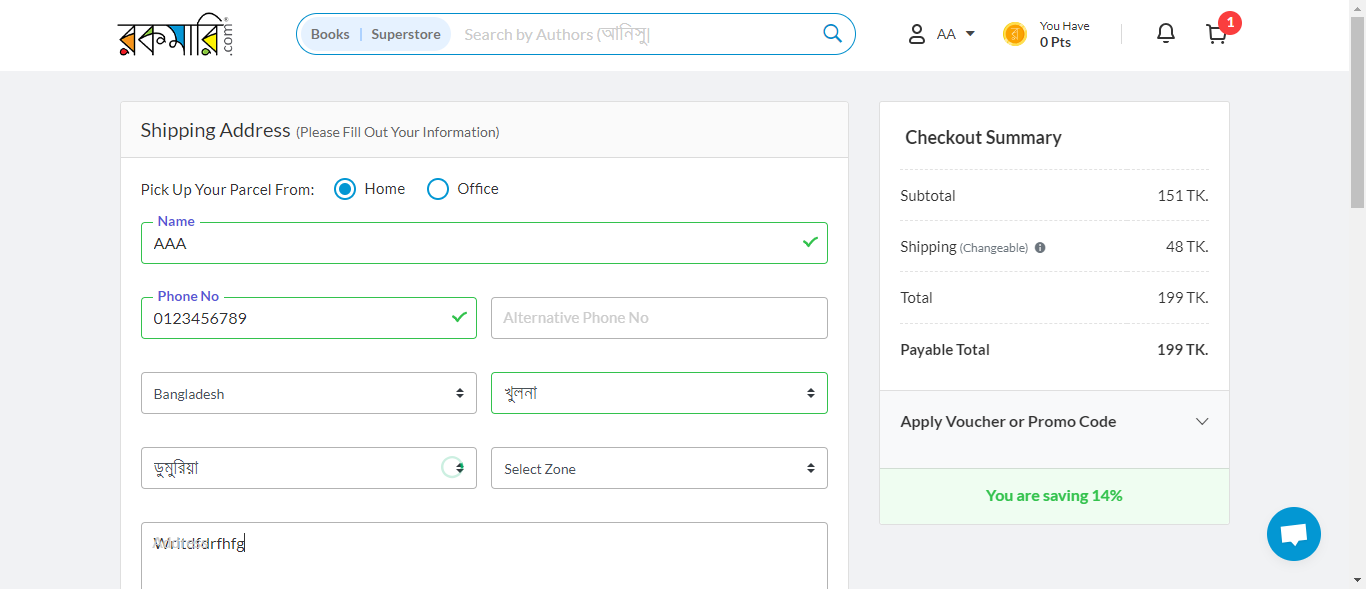 রকমারি.com
Books | Superstore
Search by Authors (আনিসু|
AA
You Have
0 Pts
1
Shipping Address (Please Fill Out Your Information)
Pick Up Your Parcel From: Home Office
Name
AAA
Phone No
0123456789
Alternative Phone No
Bangladesh
খুলনা
ডুমুরিয়া
Select Zone
Checkout Summary
Subtotal 151 TK.
Shipping (Changeable) 48 TK.
Total 199 TK.
Payable Total 199 TK.
Apply Voucher or Promo Code
You are saving 14%